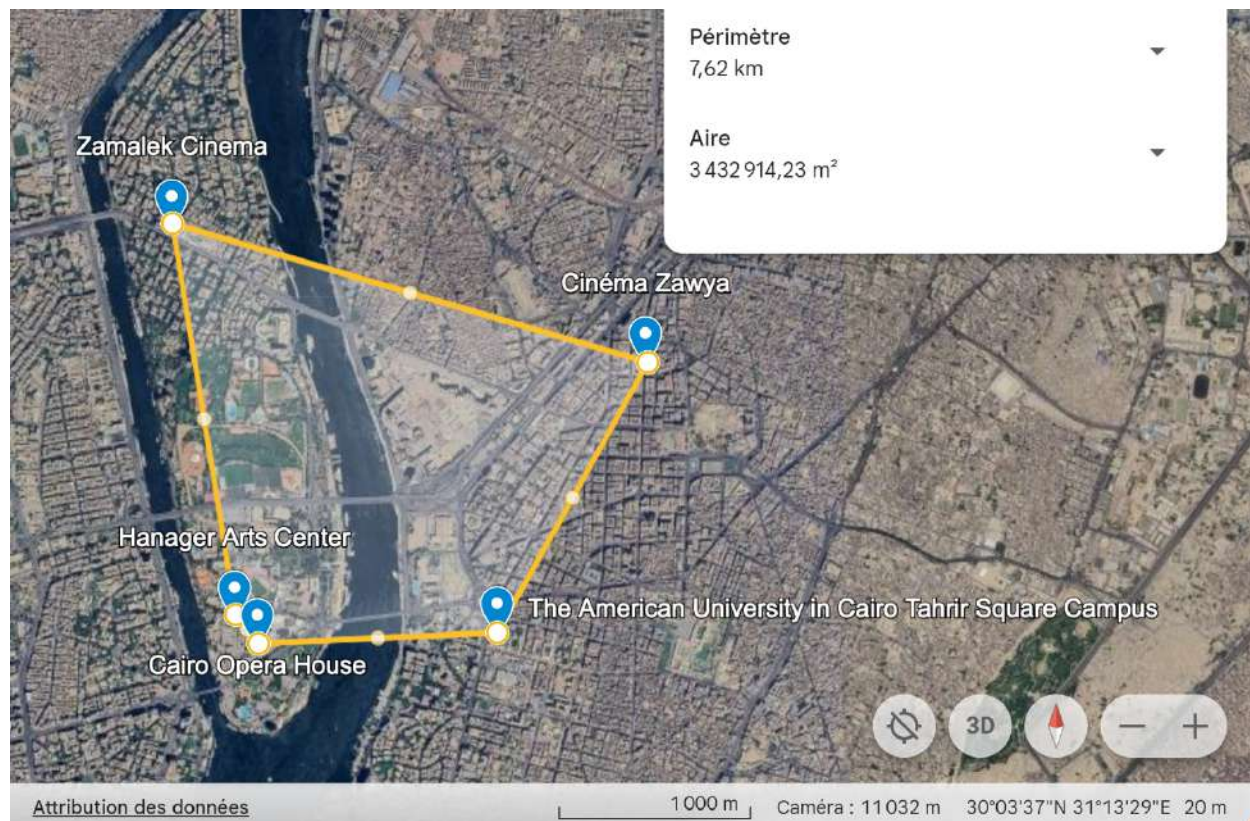 Périmètre
7,62 km
Aire
3 432 914,23 m²
Zamalek Cinema
Cinéma Zawya
Hanager Arts Center
The American University in Cairo Tahrir Square Campus
Cairo Opera House
3D
Attribution des données
1 000 m
Caméra : 11 032 m
30°03'37"N 31°13'29"E
20 m